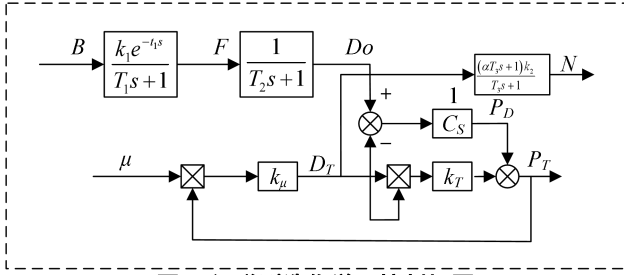 B
k₁e^{-t₁s}
T₁s+1
F
1
T₂s+1
Do
(αT₃s+1)k₂
T₃s+1
N
+
−
1
C_S
P_D
μ
k_μ
D_T
k_T
P_T